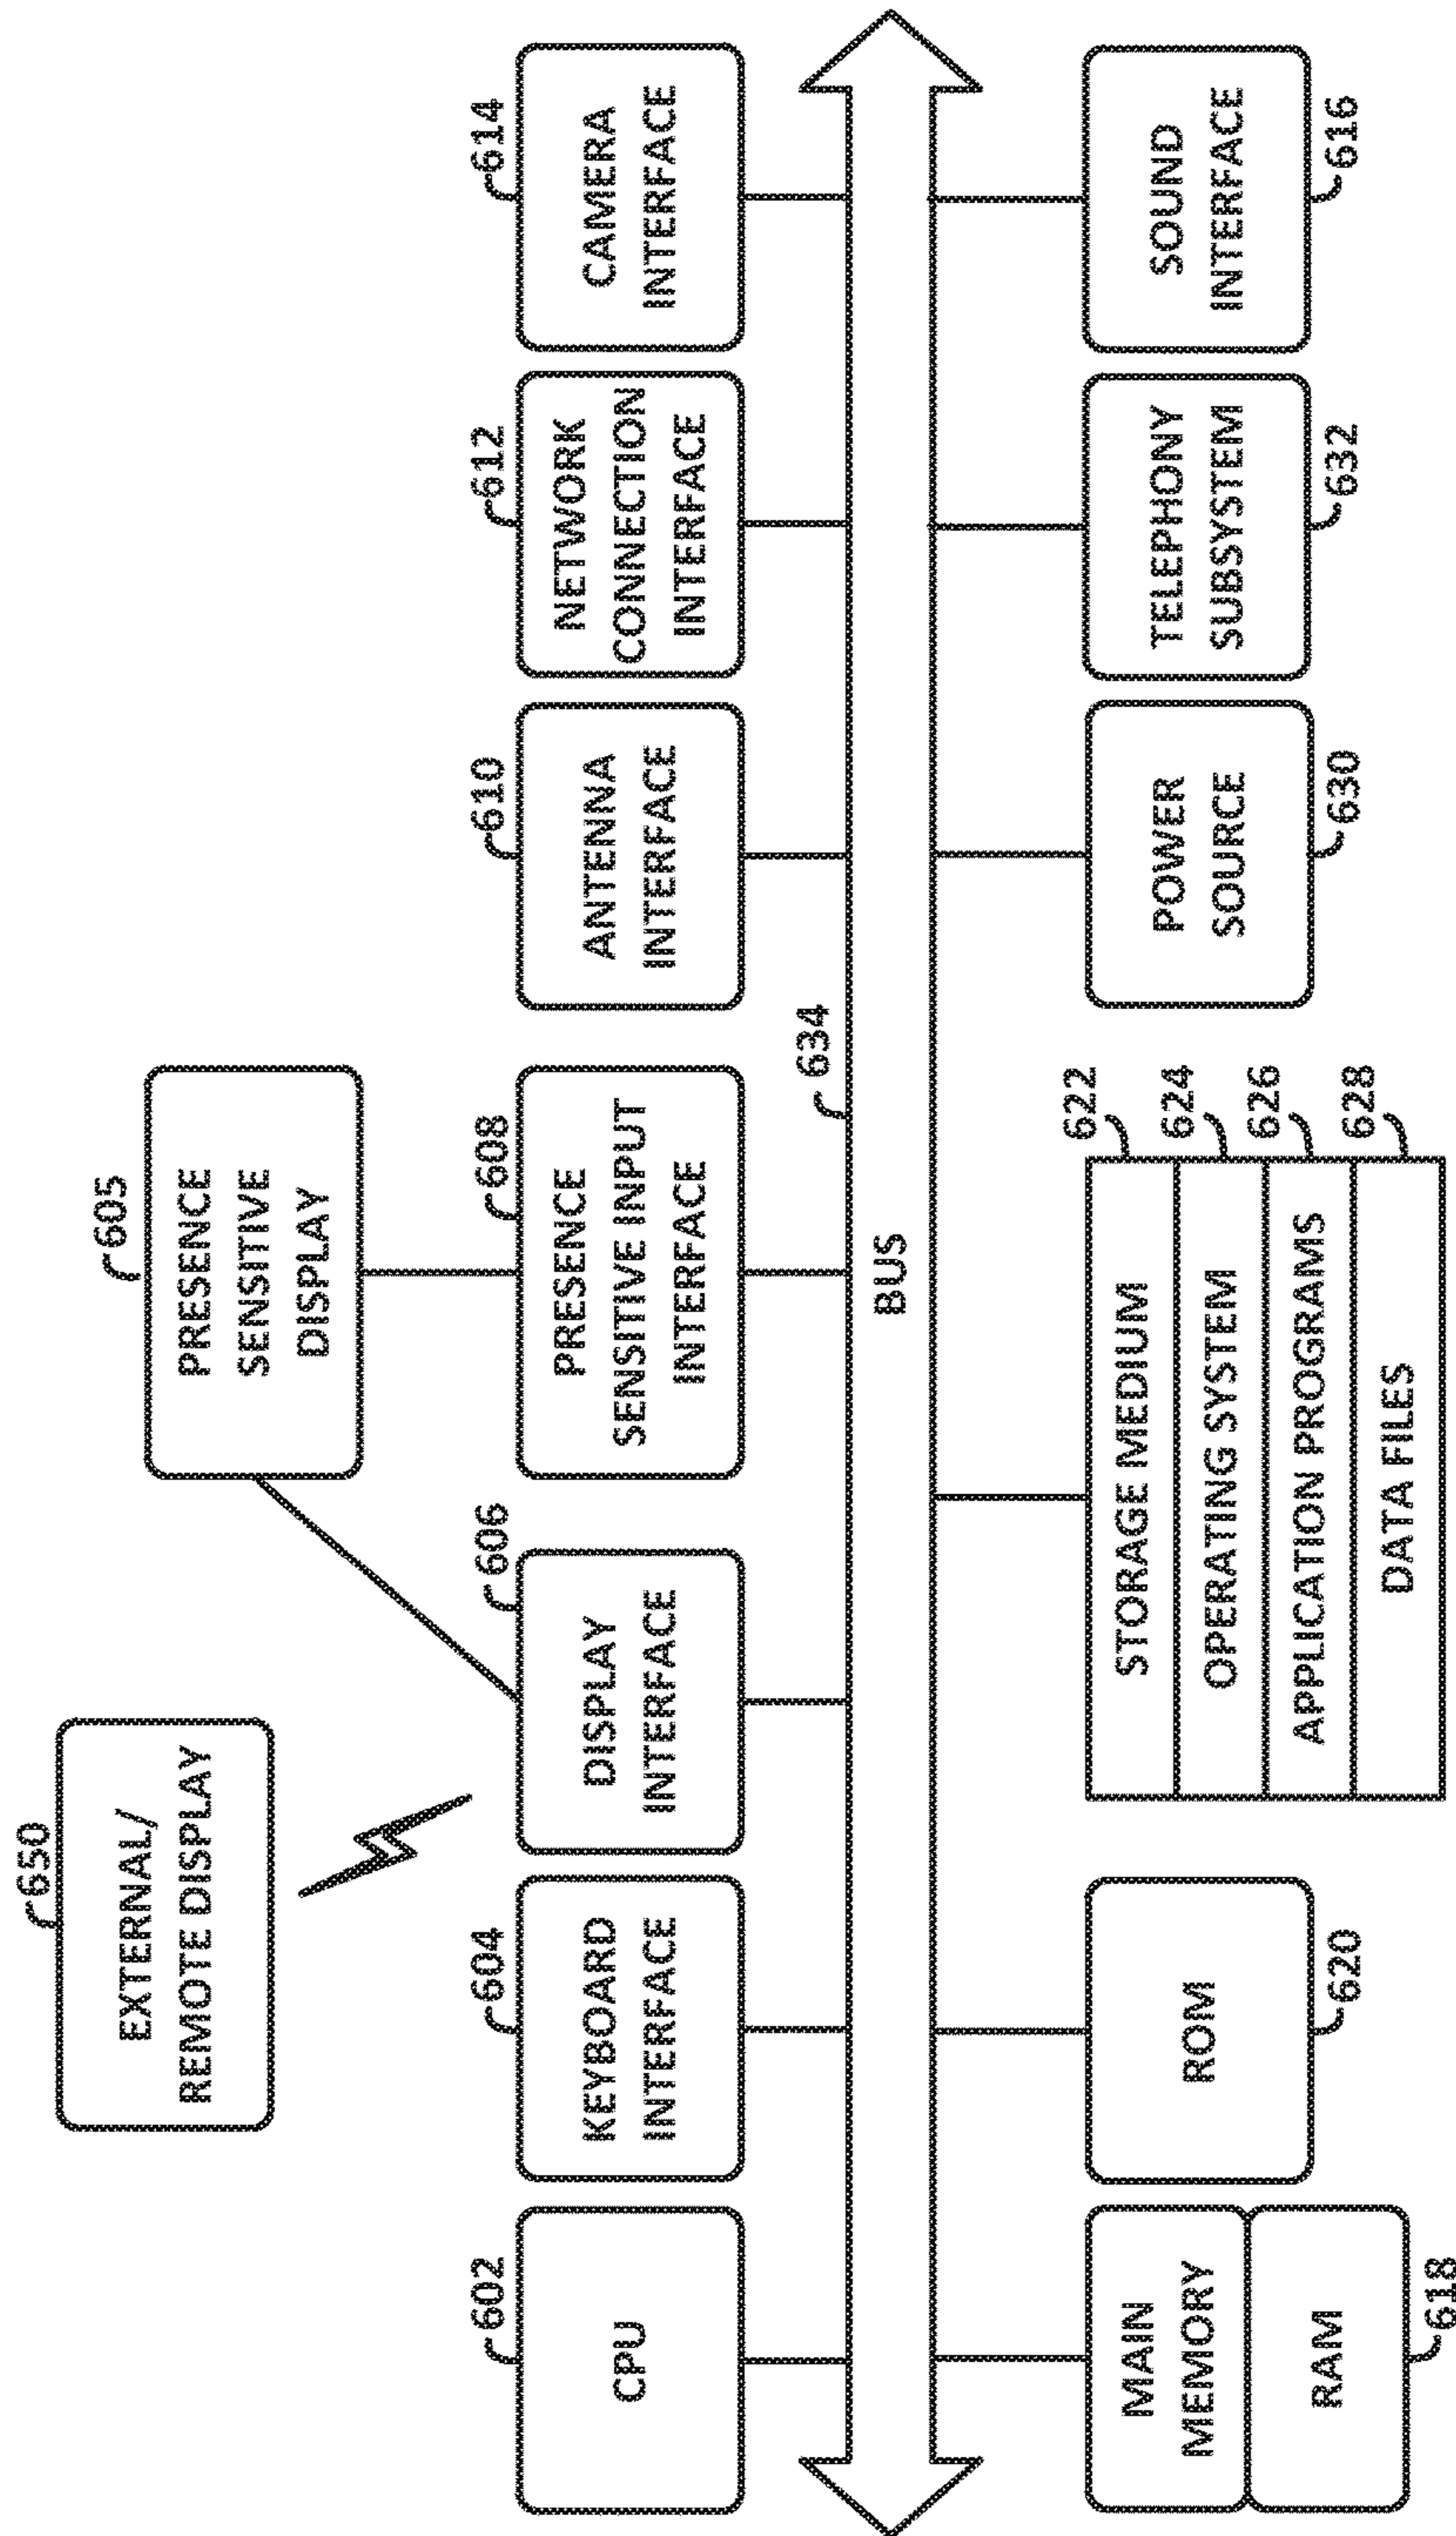 650
EXTERNAL/
REMOTE DISPLAY
605
PRESENCE
SENSITIVE
DISPLAY
602
CPU
604
KEYBOARD
INTERFACE
606
DISPLAY
INTERFACE
608
PRESENCE
SENSITIVE INPUT
INTERFACE
610
ANTENNA
INTERFACE
612
NETWORK
CONNECTION
INTERFACE
614
CAMERA
INTERFACE
634
BUS
MAIN
MEMORY
RAM
618
ROM
620
STORAGE MEDIUM
622
OPERATING SYSTEM
624
APPLICATION PROGRAMS
626
DATA FILES
628
POWER
SOURCE
630
TELEPHONY
SUBSYSTEM
632
SOUND
INTERFACE
616